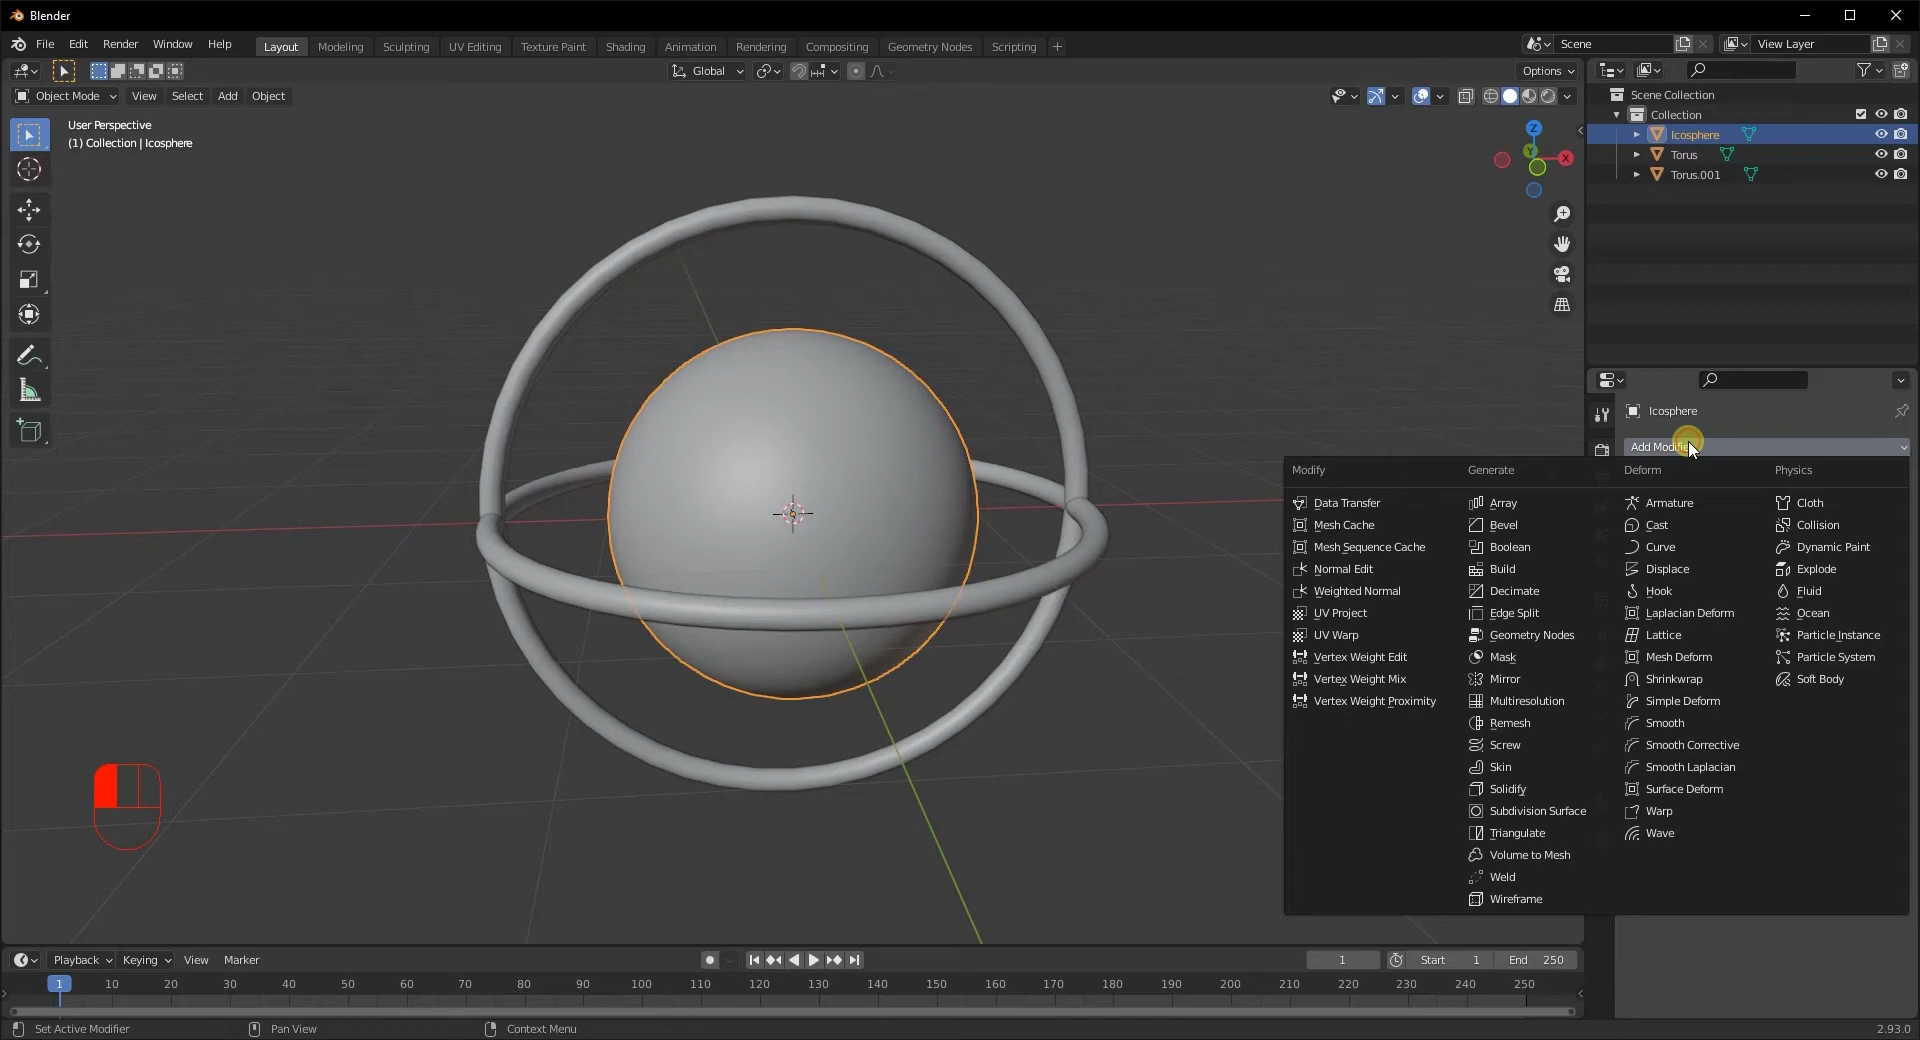 Blender
File Edit Render Window Help Layout Modeling Sculpting UV Editing Texture Paint Shading Animation Rendering Compositing Geometry Nodes Scripting + Scene View Layer
Global Options
Object Mode View Select Add Object
User Perspective
(1) Collection | Icosphere
Z
Y
X
Scene Collection
Collection
Icosphere
Torus
Torus.001
Icosphere
Add Modifie
Modify Generate Deform Physics
Data Transfer Array Armature Cloth
Mesh Cache Bevel Cast Collision
Mesh Sequence Cache Boolean Curve Dynamic Paint
Normal Edit Build Displace Explode
Weighted Normal Decimate Hook Fluid
UV Project Edge Split Laplacian Deform Ocean
UV Warp Geometry Nodes Lattice Particle Instance
Vertex Weight Edit Mask Mesh Deform Particle System
Vertex Weight Mix Mirror Shrinkwrap Soft Body
Vertex Weight Proximity Multiresolution Simple Deform
Remesh Smooth
Screw Smooth Corrective
Skin Smooth Laplacian
Solidify Surface Deform
Subdivision Surface Warp
Triangulate Wave
Volume to Mesh
Weld
Wireframe
Playback Keying View Marker 1 Start 1 End 250
1 10 20 30 40 50 60 70 80 90 100 110 120 130 140 150 160 170 180 190 200 210 220 230 240 250
Set Active Modifier Pan View Context Menu 2.93.0